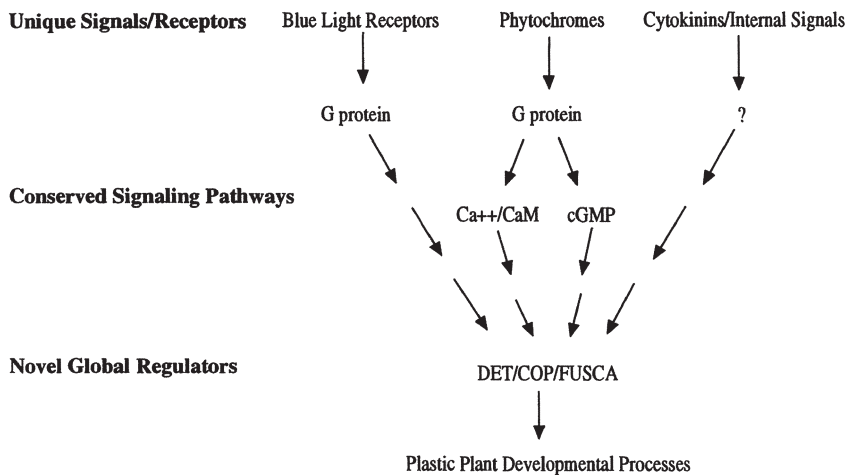 Unique Signals/Receptors Blue Light Receptors Phytochromes Cytokinins/Internal Signals
G protein G protein ?
Conserved Signaling Pathways
Ca++/CaM cGMP
Novel Global Regulators DET/COP/FUSCA
Plastic Plant Developmental Processes